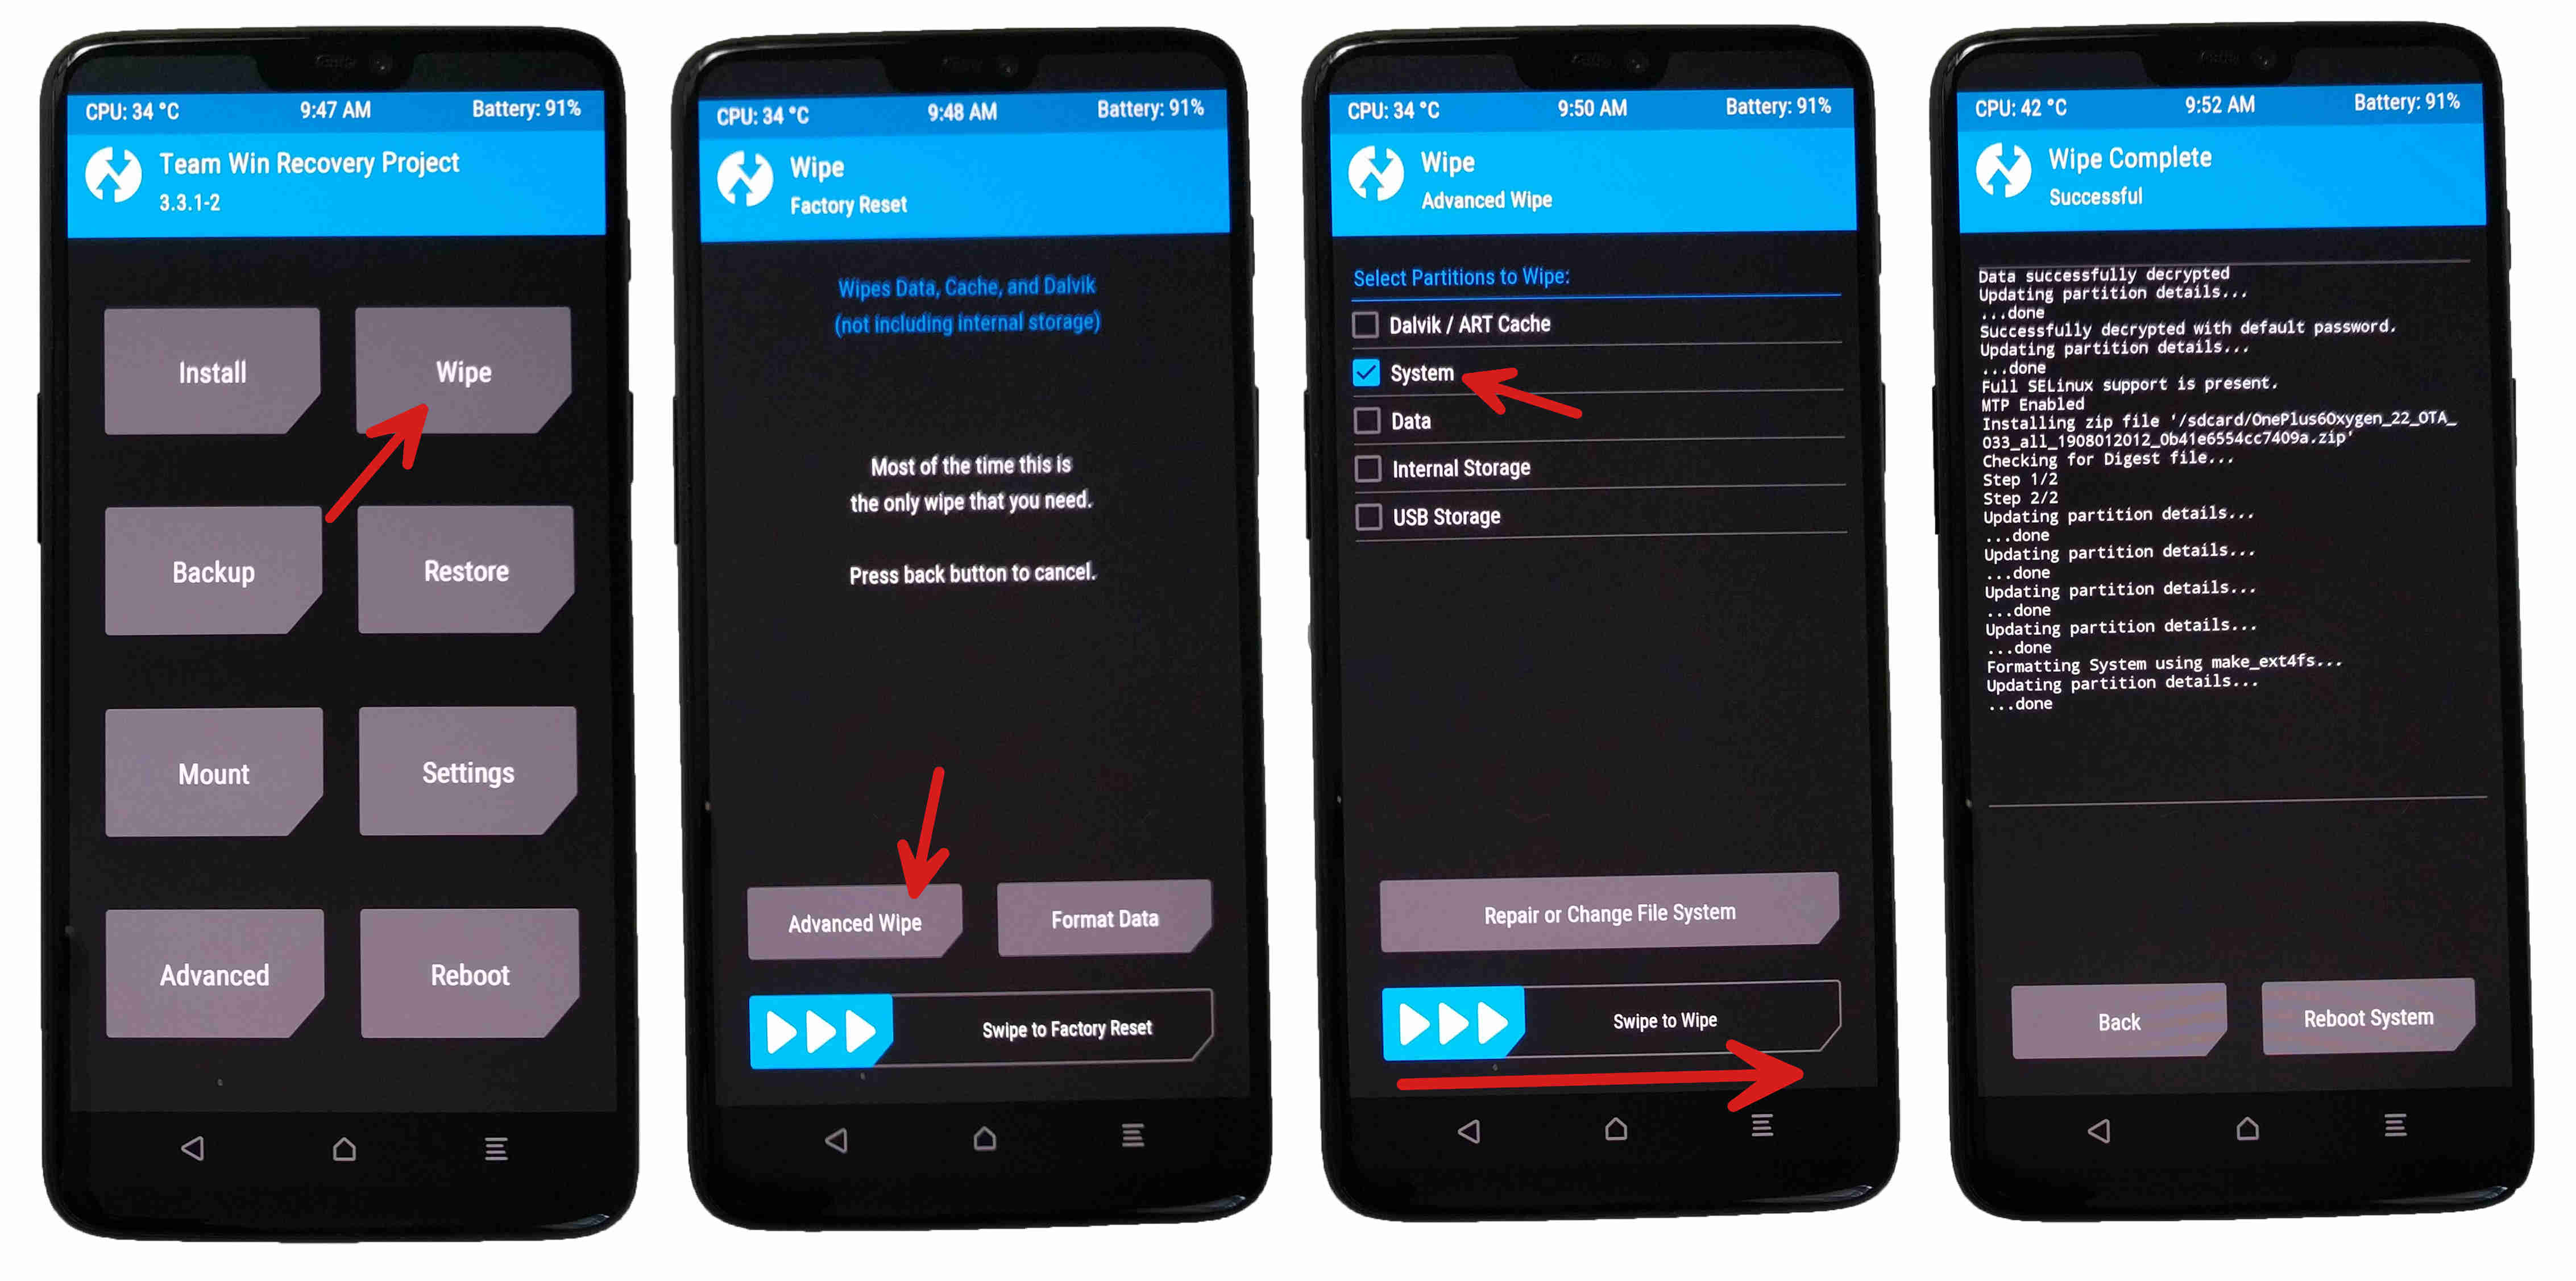 CPU: 34 °C 9:47 AM Battery: 91%
Team Win Recovery Project
3.3.1-2
Install Wipe
Backup Restore
Mount Settings
Advanced Reboot
CPU: 34 °C 9:48 AM Battery: 91%
Wipe
Factory Reset
Wipes Data, Cache, and Dalvik
(not including internal storage)
Most of the time this is
the only wipe that you need.
Press back button to cancel.
Advanced Wipe Format Data
Swipe to Factory Reset
CPU: 34 °C 9:50 AM Battery: 91%
Wipe
Advanced Wipe
Select Partitions to Wipe:
Dalvik / ART Cache
System
Data
Internal Storage
USB Storage
Repair or Change File System
Swipe to Wipe
CPU: 42 °C 9:52 AM Battery: 91%
Wipe Complete
Successful
Data successfully decrypted
Updating partition details...
...done
Successfully decrypted with default password.
Updating partition details...
...done
Full SELinux support is present.
MTP Enabled
Installing zip file '/sdcard/OnePlus6Oxygen_22_OTA_
033_all_1908012012_0b41e6554cc7409a.zip'
Checking for Digest file...
Step 1/2
Step 2/2
Updating partition details...
...done
Updating partition details...
...done
Updating partition details...
...done
Updating partition details...
...done
Formatting System using make_ext4fs...
Updating partition details...
...done
Back Reboot System